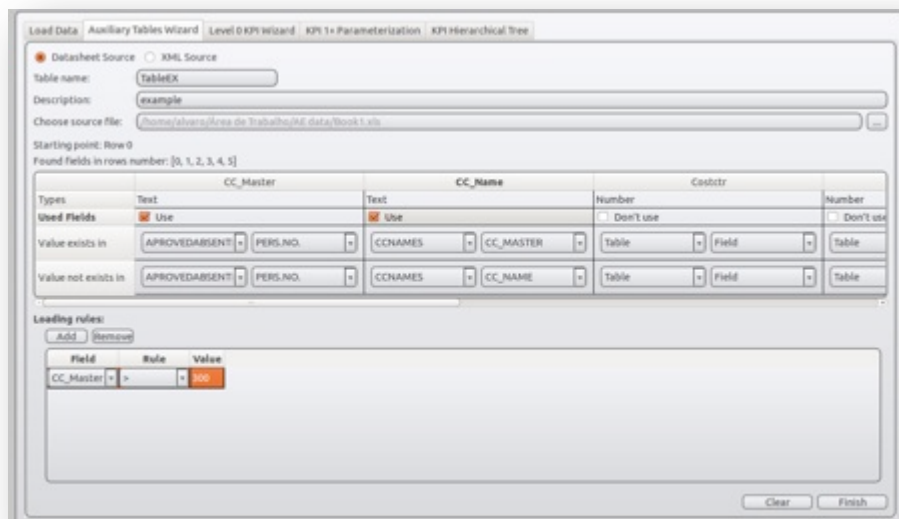 Load Data Auxiliary Tables Wizard Level 0 KPI Wizard KPI 1+ Parameterization KPI Hierarchical Tree
Datasheet Source XML Source
Table name: TableEX
Description: example
Choose source file: /home/alvaro/Área de Trabalho/AE data/Book1.xls ...
Starting point: Row 0
Found fields in rows number: [0, 1, 2, 3, 4, 5]
CC_Master CC_Name Costctr
Types Text Text Number Number
Used Fields Use Use Don't use Don't use
Value exists in APROVEDABSENT PERS.NO. CCNAMES CC_MASTER Table Field Table
Value not exists in APROVEDABSENT PERS.NO. CCNAMES CC_NAME Table Field Table
Loading rules:
Add Remove
Field Rule Value
CC_Master > 300
Clear Finish